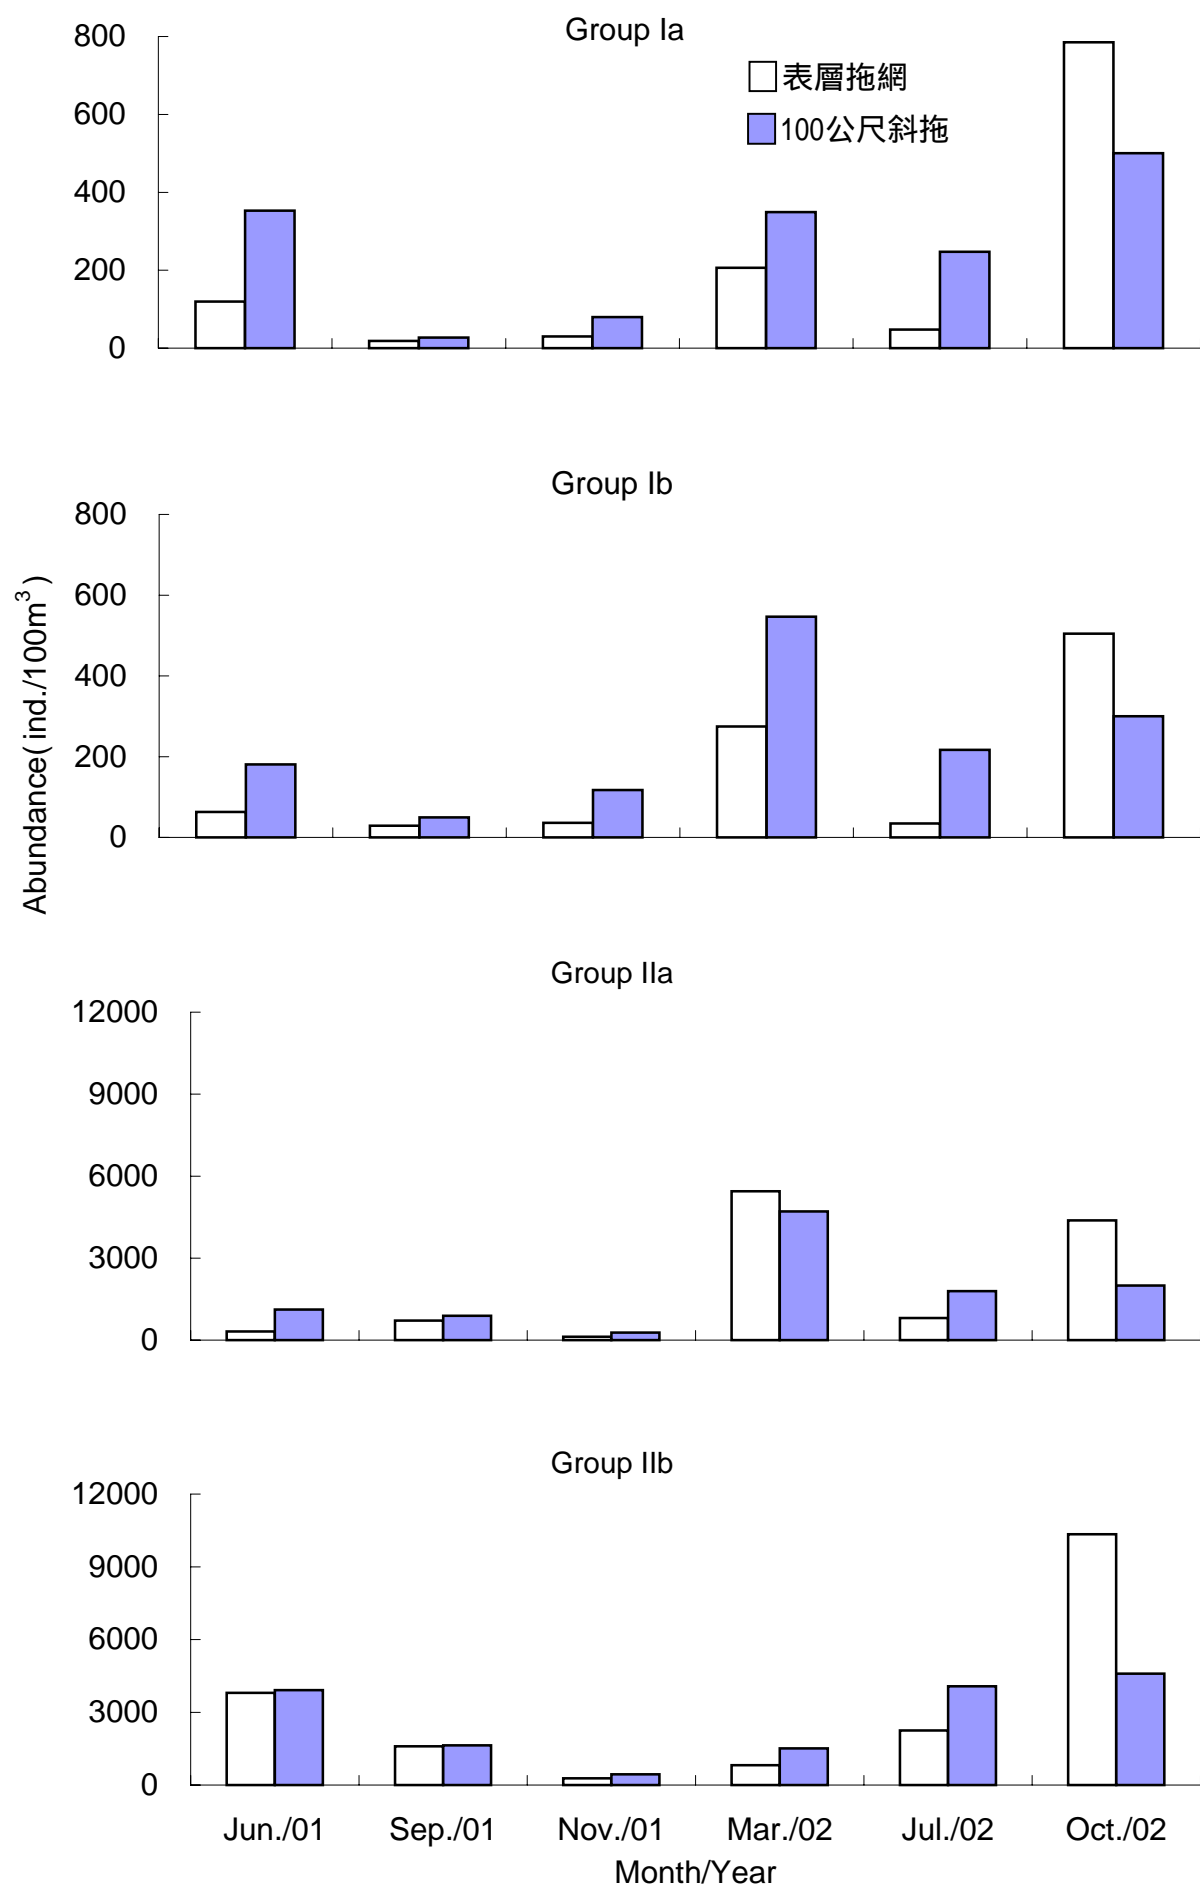 Group Ia
800
表層拖網
600
100公尺斜拖
400
200
0
Group Ib
800
600
400
200
0
Abundance( ind./100m³ )
Group IIa
12000
9000
6000
3000
0
Group IIb
12000
9000
6000
3000
0
Jun./01 Sep./01 Nov./01 Mar./02 Jul./02 Oct./02
Month/Year